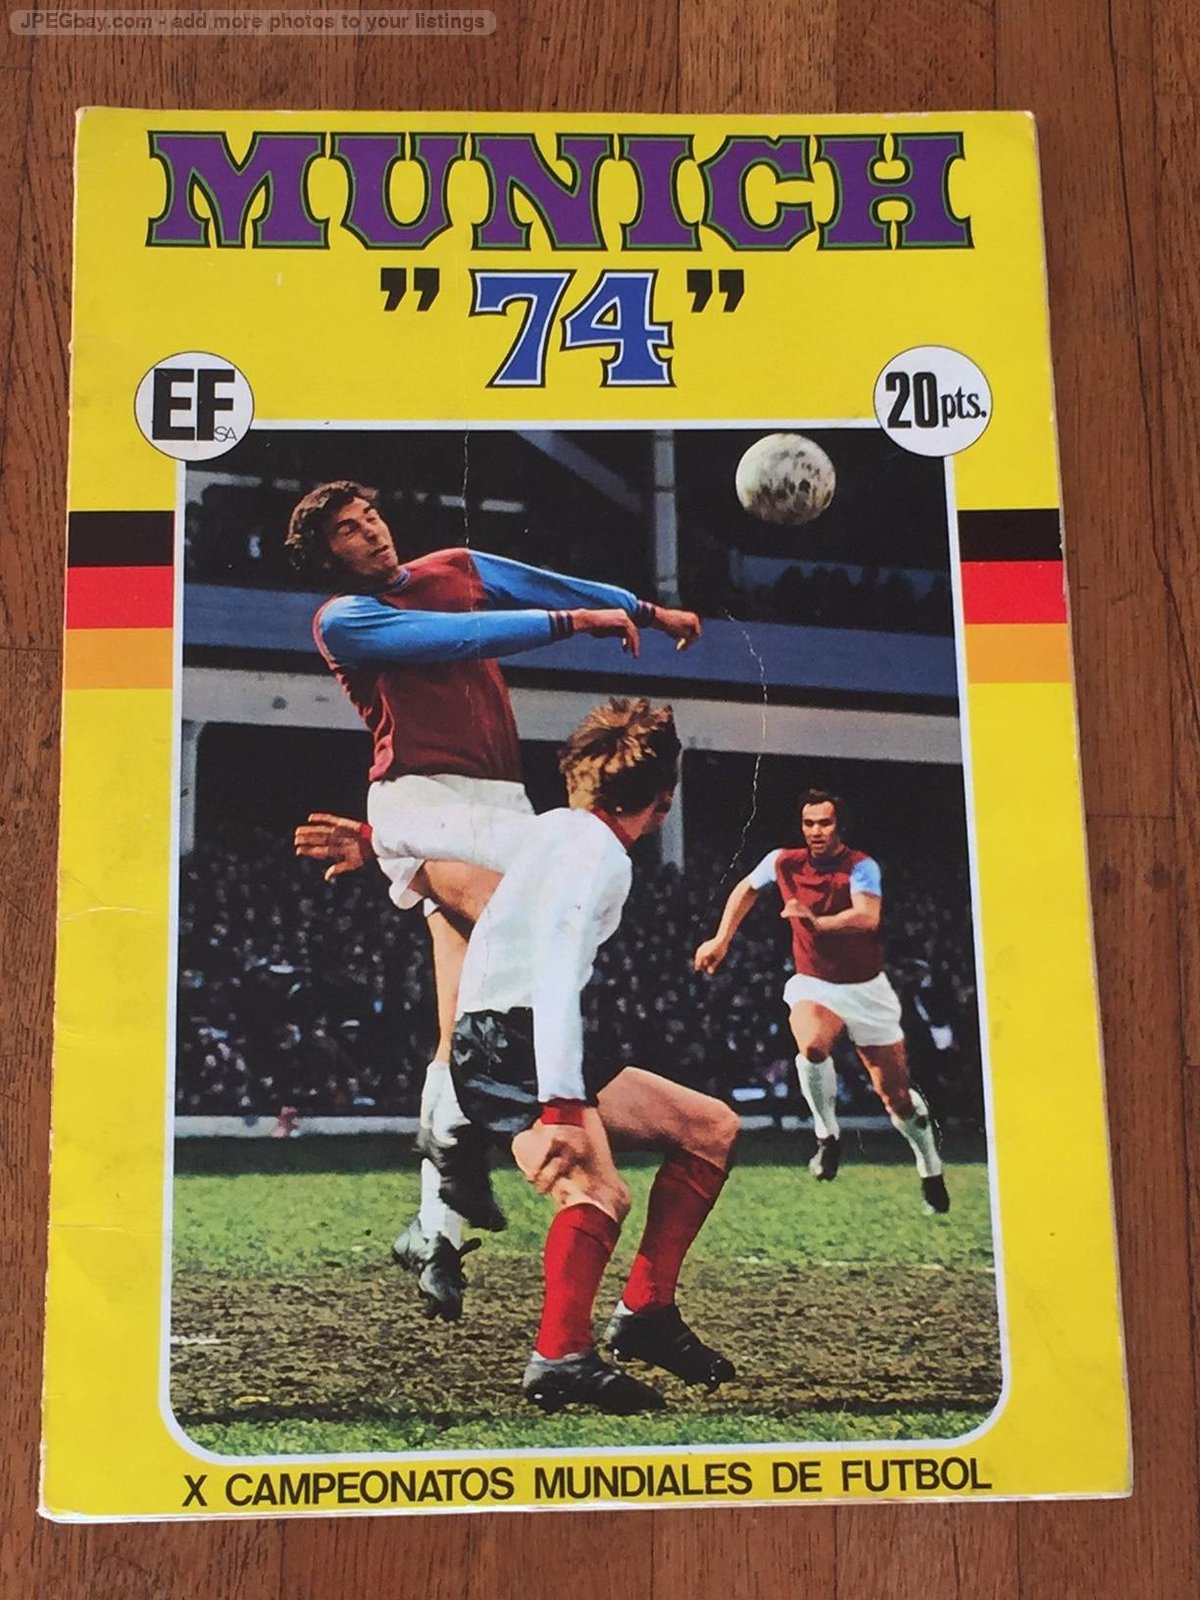 JPEGbay.com - add more photos to your listings
MUNICH
"74"
EF
SA
20pts.
X CAMPEONATOS MUNDIALES DE FUTBOL